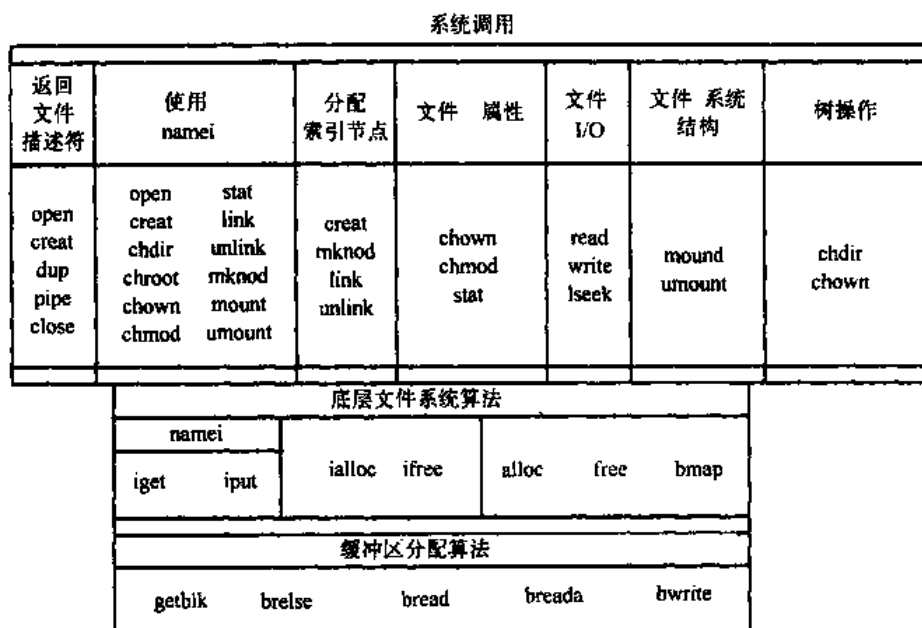 系统调用
返回 文件 描述符
使用 namei
分配 索引节点
文件 属性
文件 I/O
文件 系统 结构
树操作
open creat dup pipe close
open stat
creat link
chdir unlink
chroot mknod
chown mount
chmod umount
creat mknod link unlink
chown chmod stat
read write lseek
mound umount
chdir chown
底层文件系统算法
namei
iget iput
ialloc ifree
alloc free bmap
缓冲区分配算法
getbik brelse bread breada bwrite